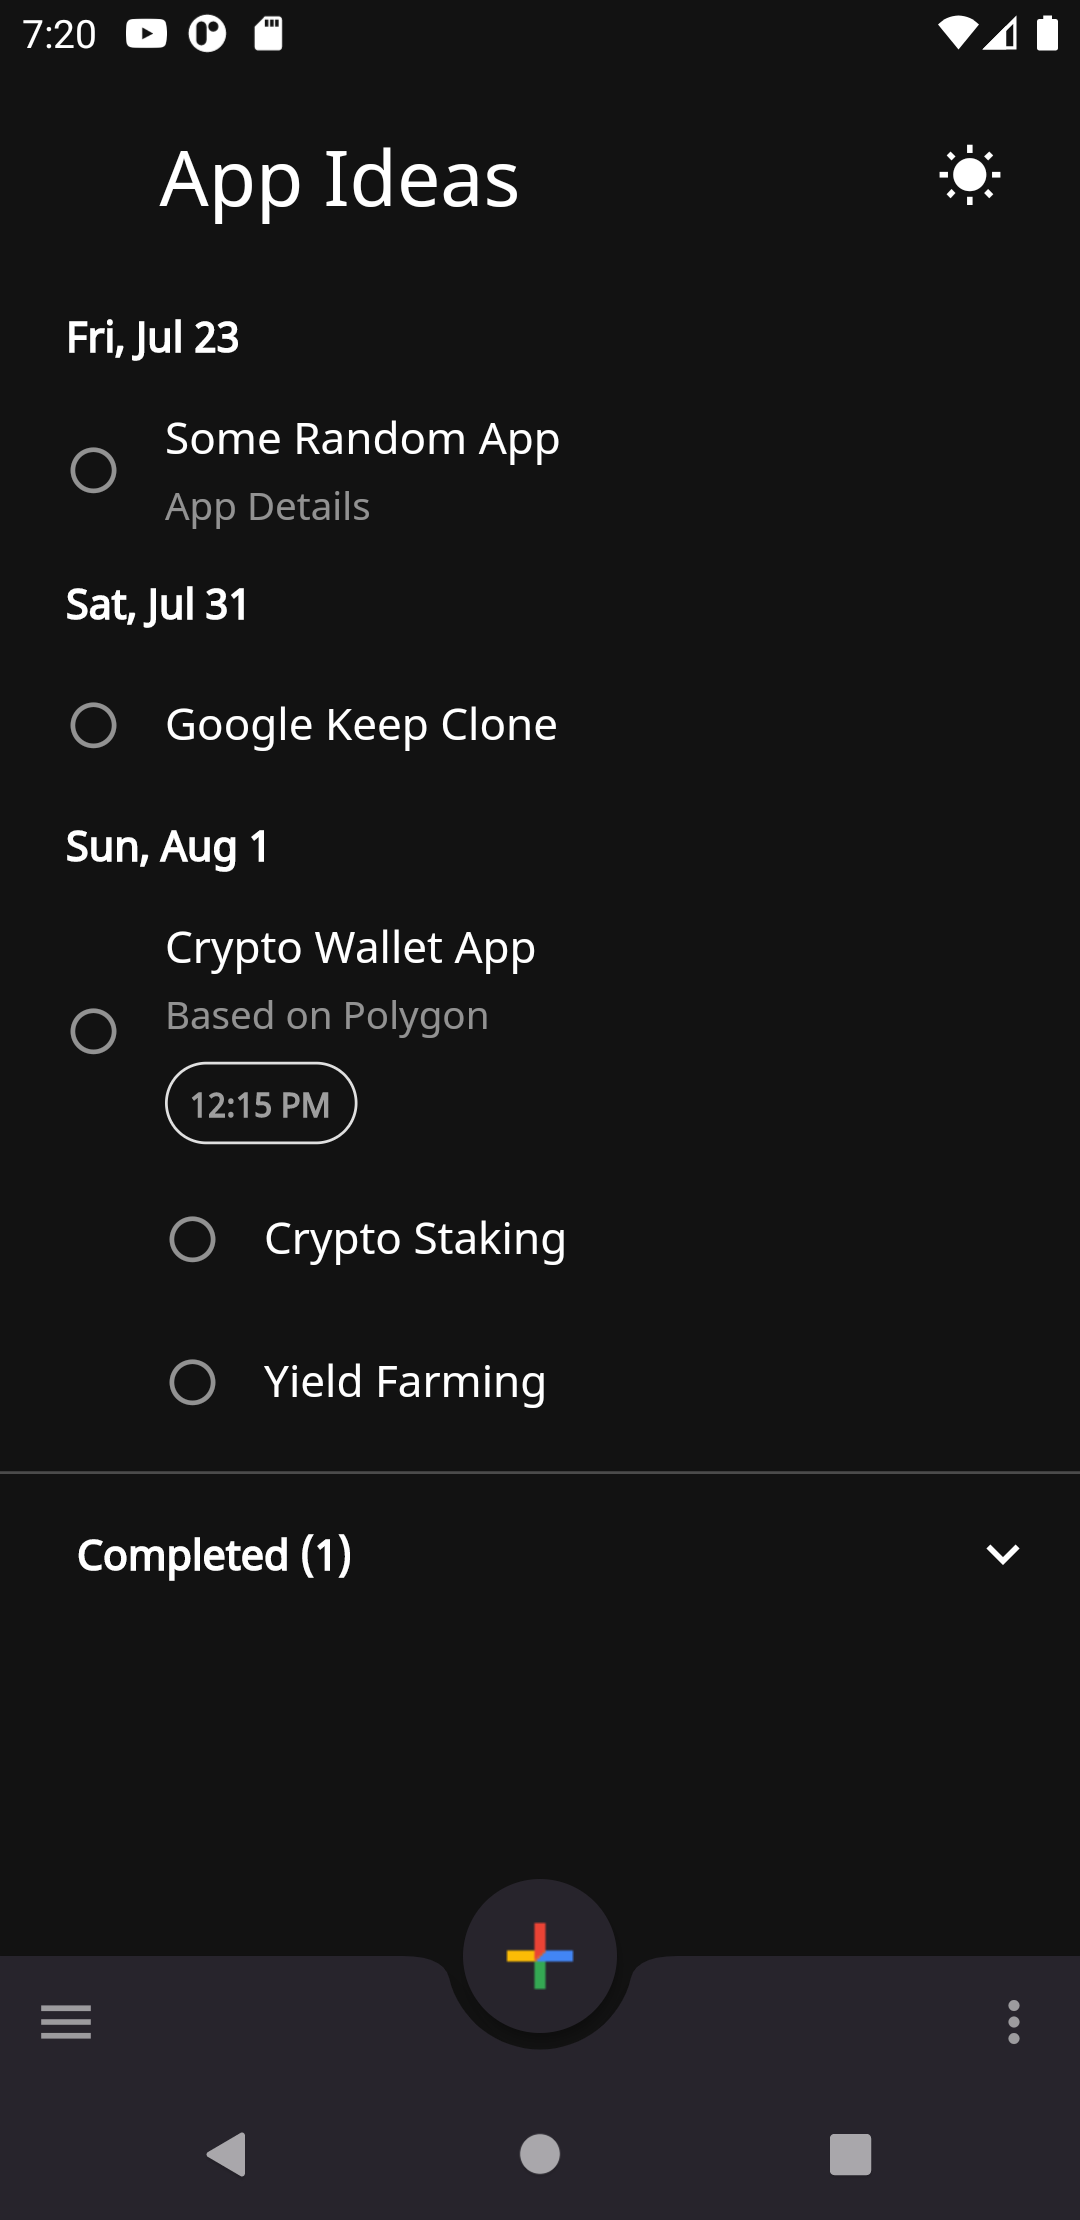 7:20
App Ideas
Fri, Jul 23
Some Random App
App Details
Sat, Jul 31
Google Keep Clone
Sun, Aug 1
Crypto Wallet App
Based on Polygon
12:15 PM
Crypto Staking
Yield Farming
Completed (1)